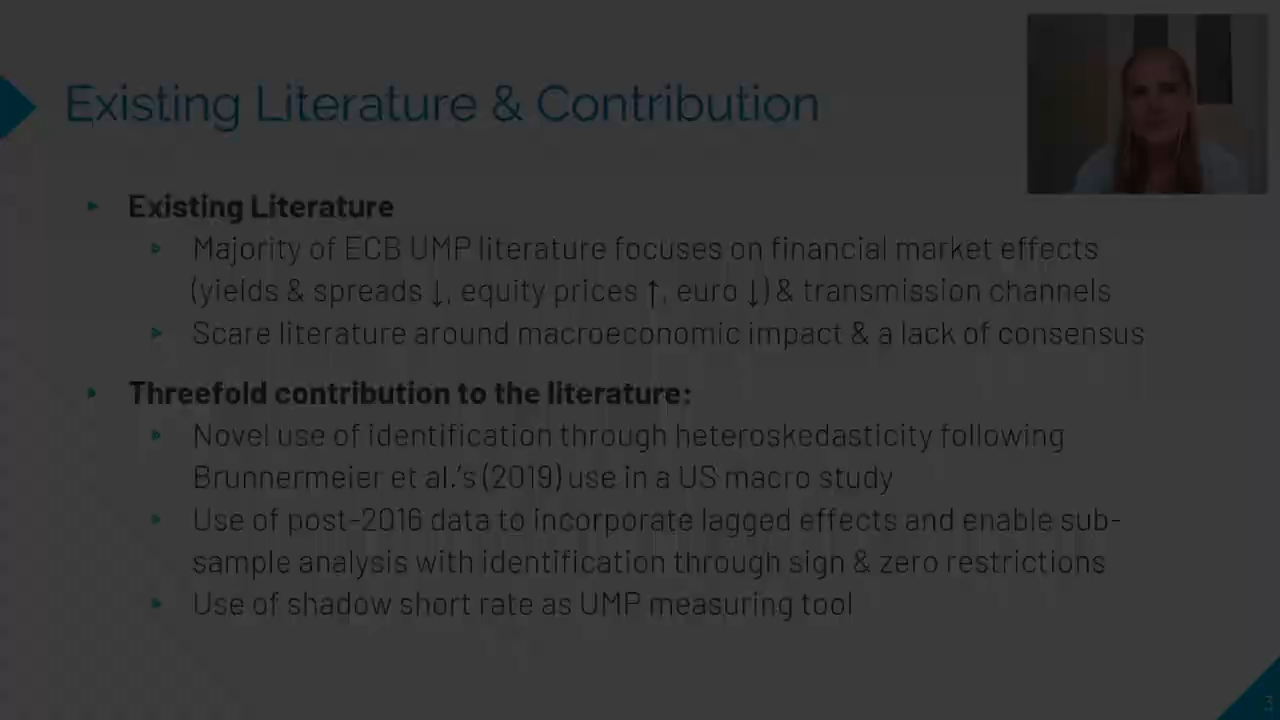 Existing Literature & Contribution
Existing Literature
Majority of ECB UMP literature focuses on financial market effects
(yields & spreads ↓, equity prices ↑, euro ↓) & transmission channels
Scare literature around macroeconomic impact & a lack of consensus
Threefold contribution to the literature:
Novel use of identification through heteroskedasticity following
Brunnermeier et al.'s (2019) use in a US macro study
Use of post-2016 data to incorporate lagged effects and enable sub-
sample analysis with identification through sign & zero restrictions
Use of shadow short rate as UMP measuring tool
3